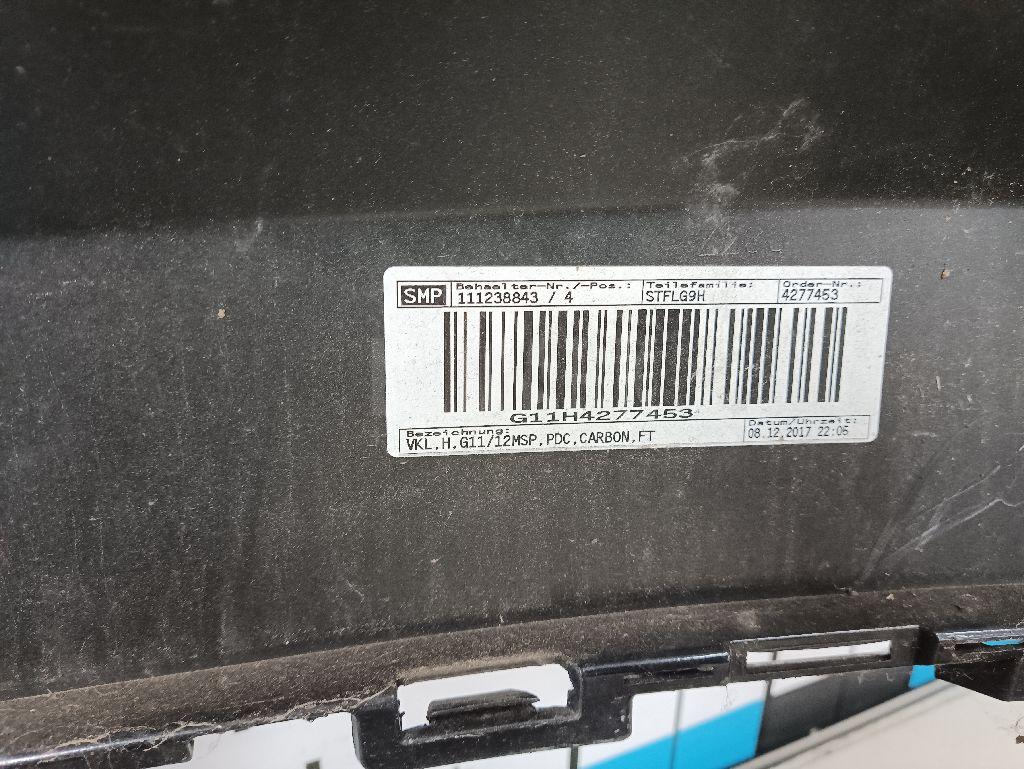 SMP
Behaelter-Nr./-Pos.: Teilefamilie: Order-Nr.:
111238843 / 4 STFLG9H 4277453
G11H4277453
Bezeichnung: Datum/Uhrzeit:
VKL,H,G11/12MSP,PDC,CARBON,FT 08.12.2017 22:05